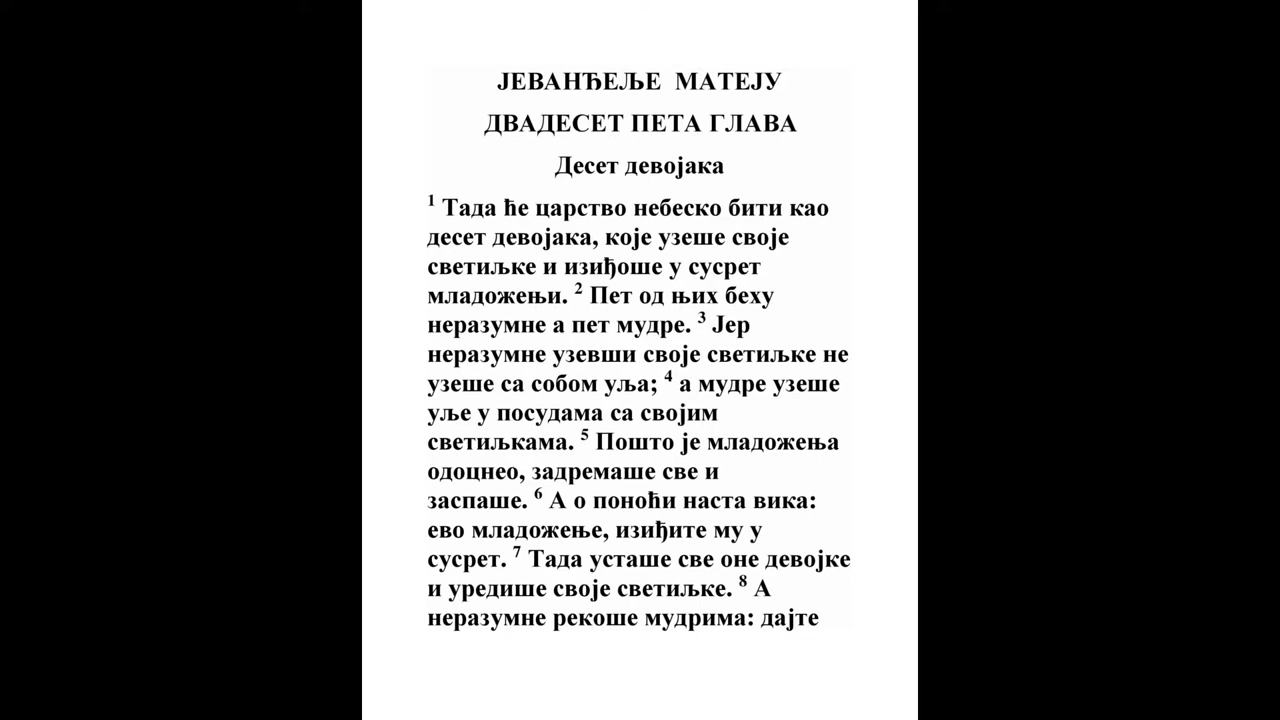 ЈЕВАНЂЕЉЕ МАТЕЈУ
ДВАДЕСЕТ ПЕТА ГЛАВА
Десет девојака
1 Тада ће царство небеско бити као
десет девојака, које узеше своје
светиљке и изиђоше у сусрет
младожењи. 2 Пет од њих беху
неразумне а пет мудре. 3 Јер
неразумне узевши своје светиљке не
узеше са собом уља; 4 а мудре узеше
уље у посудама са својим
светиљкама. 5 Пошто је младожења
одоцнео, задремаше све и
заспаше. 6 А о поноћи наста вика:
ево младожење, изиђите му у
сусрет. 7 Тада усташе све оне девојке
и уредише своје светиљке. 8 А
неразумне рекоше мудрима: дајте